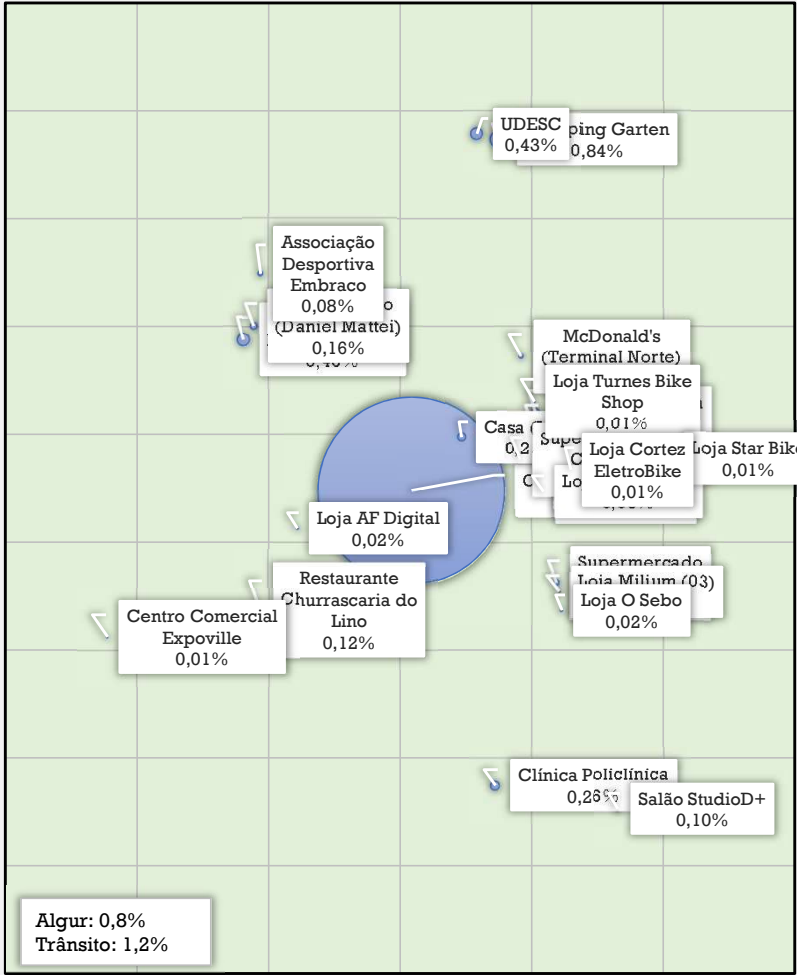 UDESC
0,43%
ping Garten
0,84%
Associação
Desportiva
Embraco
0,08%
(Daniel Mattei)
0,16%
McDonald's
(Terminal Norte)
Loja Turnes Bike
Shop
0,01%
Casa
Loja Cortez
EletroBike
0,01%
Loja Star Bike
0,01%
Loja AF Digital
0,02%
Restaurante
Churrascaria do
Lino
0,12%
Centro Comercial
Expoville
0,01%
Supermercado
Loja Milium (03)
Loja O Sebo
0,02%
Clínica Policlínica
0,26%
Salão StudioD+
0,10%
Algur: 0,8%
Trânsito: 1,2%